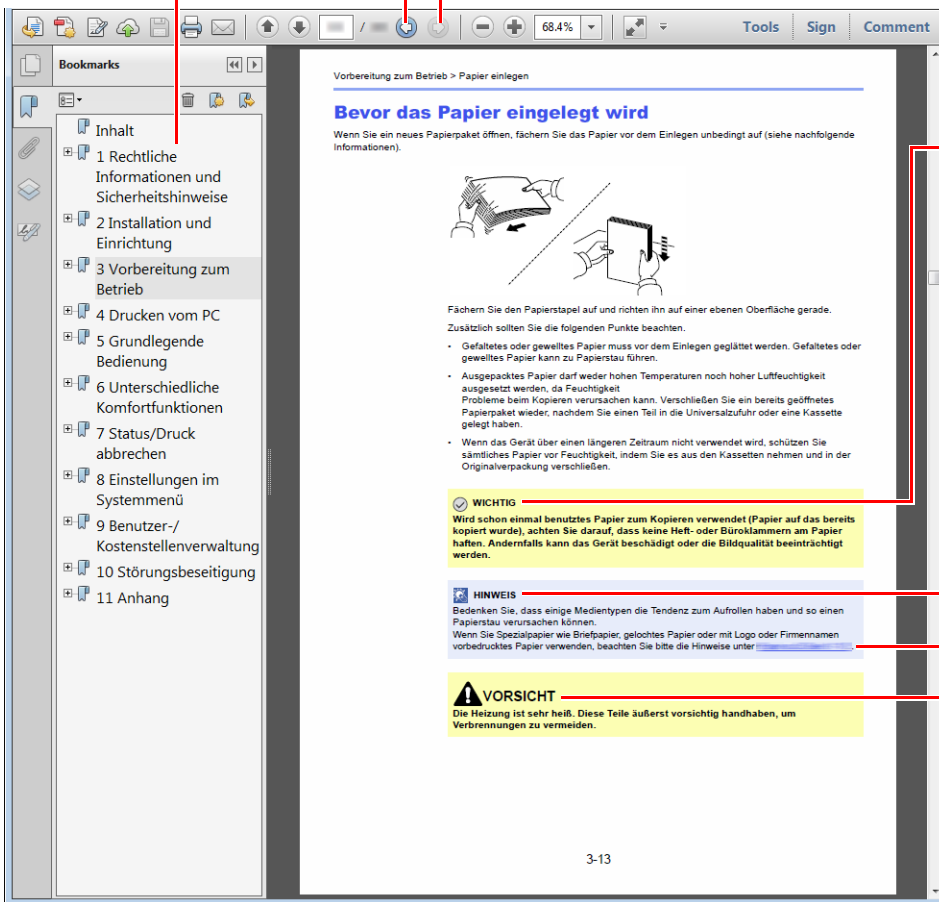 /
68.4%
Tools
Sign
Comment
Bookmarks
Inhalt
1 Rechtliche
Informationen und
Sicherheitshinweise
2 Installation und
Einrichtung
3 Vorbereitung zum
Betrieb
4 Drucken vom PC
5 Grundlegende
Bedienung
6 Unterschiedliche
Komfortfunktionen
7 Status/Druck
abbrechen
8 Einstellungen im
Systemmenü
9 Benutzer-/
Kostenstellenverwaltung
10 Störungsbeseitigung
11 Anhang
Vorbereitung zum Betrieb > Papier einlegen
Bevor das Papier eingelegt wird
Wenn Sie ein neues Papierpaket öffnen, fächern Sie das Papier vor dem Einlegen unbedingt auf (siehe nachfolgende
Informationen).
Fächern Sie den Papierstapel auf und richten ihn auf einer ebenen Oberfläche gerade.
Zusätzlich sollten Sie die folgenden Punkte beachten.
• Gefaltetes oder gewelltes Papier muss vor dem Einlegen geglättet werden. Gefaltetes oder
gewelltes Papier kann zu Papierstau führen.
• Ausgepacktes Papier darf weder hohen Temperaturen noch hoher Luftfeuchtigkeit
ausgesetzt werden, da Feuchtigkeit
Probleme beim Kopieren verursachen kann. Verschließen Sie ein bereits geöffnetes
Papierpaket wieder, nachdem Sie einen Teil in die Universalzufuhr oder eine Kassette
gelegt haben.
• Wenn das Gerät über einen längeren Zeitraum nicht verwendet wird, schützen Sie
sämtliches Papier vor Feuchtigkeit, indem Sie es aus den Kassetten nehmen und in der
Originalverpackung verschließen.
WICHTIG
Wird schon einmal benutztes Papier zum Kopieren verwendet (Papier auf das bereits
kopiert wurde), achten Sie darauf, dass keine Heft- oder Büroklammern am Papier
haften. Andernfalls kann das Gerät beschädigt oder die Bildqualität beeinträchtigt
werden.
HINWEIS
Bedenken Sie, dass einige Medientypen die Tendenz zum Aufrollen haben und so einen
Papierstau verursachen können.
Wenn Sie Spezialpapier wie Briefpapier, gelochtes Papier oder mit Logo oder Firmennamen
vorbedrucktes Papier verwenden, beachten Sie bitte die Hinweise unter
VORSICHT
Die Heizung ist sehr heiß. Diese Teile äußerst vorsichtig handhaben, um
Verbrennungen zu vermeiden.
3-13